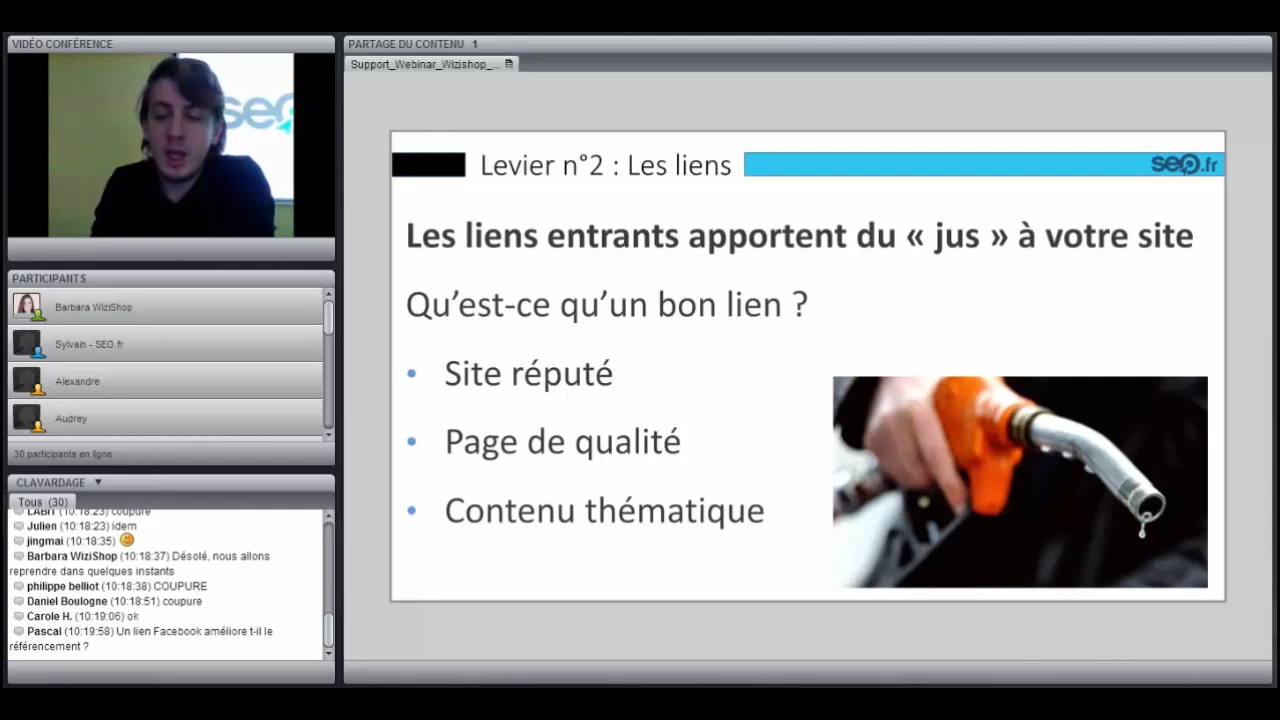 VIDÉO CONFÉRENCE
seo
PARTICIPANTS
Barbara WiziShop
Sylvain - SEO.fr
Alexandre
Audrey
30 participants en ligne
CLAVARDAGE
Tous (30)
LABIT (10:18:23) coupure
Julien (10:18:23) idem
jingmai (10:18:35)
Barbara WiziShop (10:18:37) Désolé, nous allons
reprendre dans quelques instants
philippe belliot (10:18:38) COUPURE
Daniel Boulogne (10:18:51) coupure
Carole H. (10:19:06) ok
Pascal (10:19:58) Un lien Facebook améliore t-il le
référencement ?
PARTAGE DU CONTENU 1
Support_Webinar_Wizishop_...
Levier n°2 : Les liens
seo.fr
Les liens entrants apportent du « jus » à votre site
Qu’est-ce qu’un bon lien ?
• Site réputé
• Page de qualité
• Contenu thématique